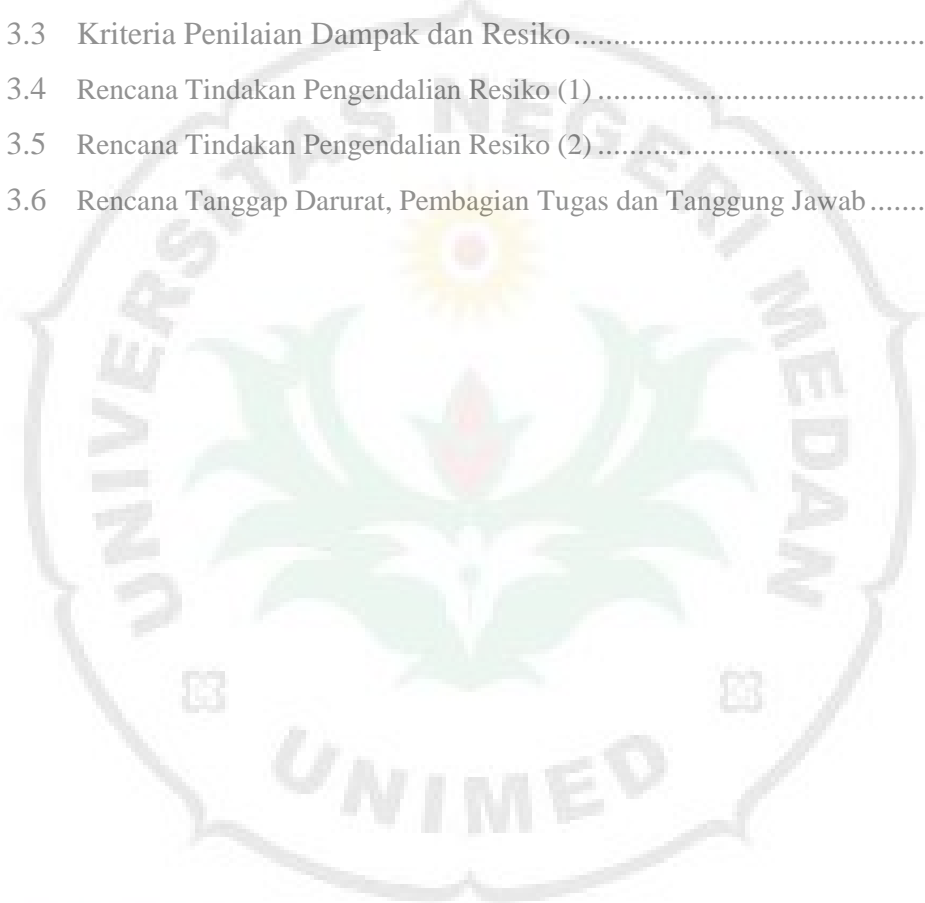 3.3 Kriteria Penilaian Dampak dan Resiko....................................
3.4 Rencana Tindakan Pengendalian Resiko (1)....................................
3.5 Rencana Tindakan Pengendalian Resiko (2)....................................
3.6 Rencana Tanggap Darurat, Pembagian Tugas dan Tanggung Jawab.......
UNIVERSITAS NEGERI MEDAN
UNIMED